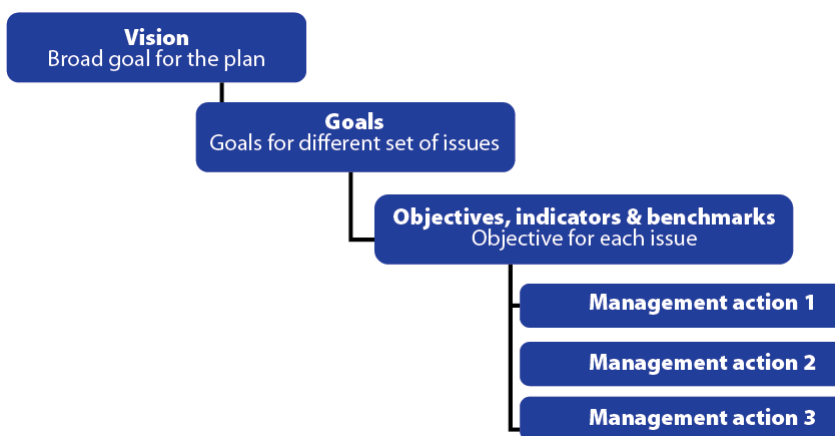 Vision
Broad goal for the plan
Goals
Goals for different set of issues
Objectives, indicators & benchmarks
Objective for each issue
Management action 1
Management action 2
Management action 3